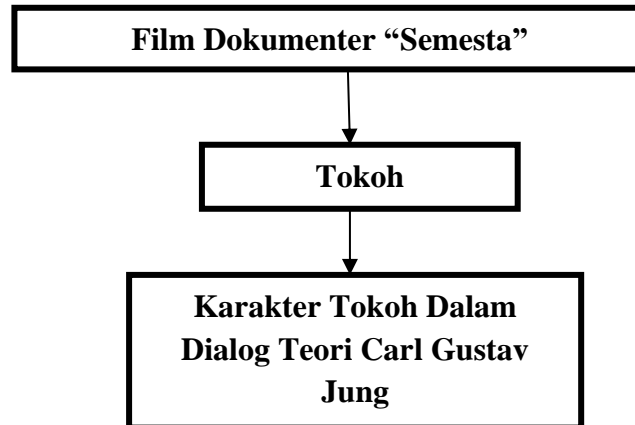 Film Dokumenter “Semesta”
Tokoh
Karakter Tokoh Dalam
Dialog Teori Carl Gustav
Jung